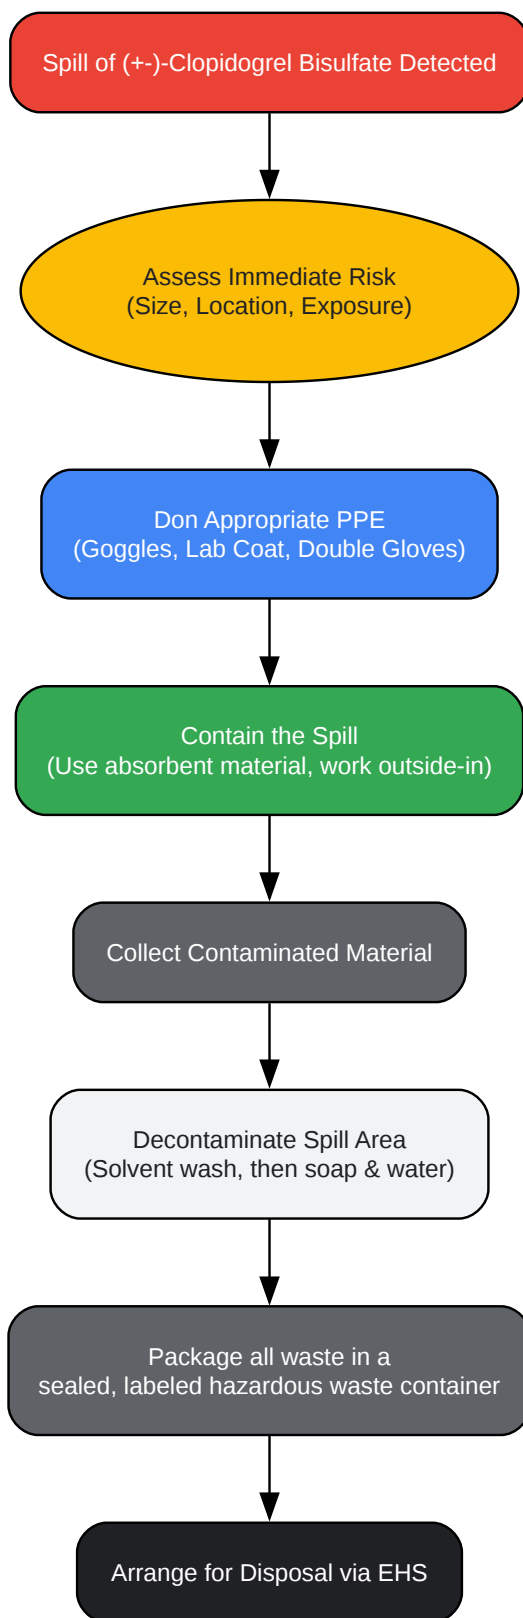 Spill of (+-)-Clopidogrel Bisulfate Detected
Assess Immediate Risk
(Size, Location, Exposure)
Don Appropriate PPE
(Goggles, Lab Coat, Double Gloves)
Contain the Spill
(Use absorbent material, work outside-in)
Collect Contaminated Material
Decontaminate Spill Area
(Solvent wash, then soap & water)
Package all waste in a
sealed, labeled hazardous waste container
Arrange for Disposal via EHS